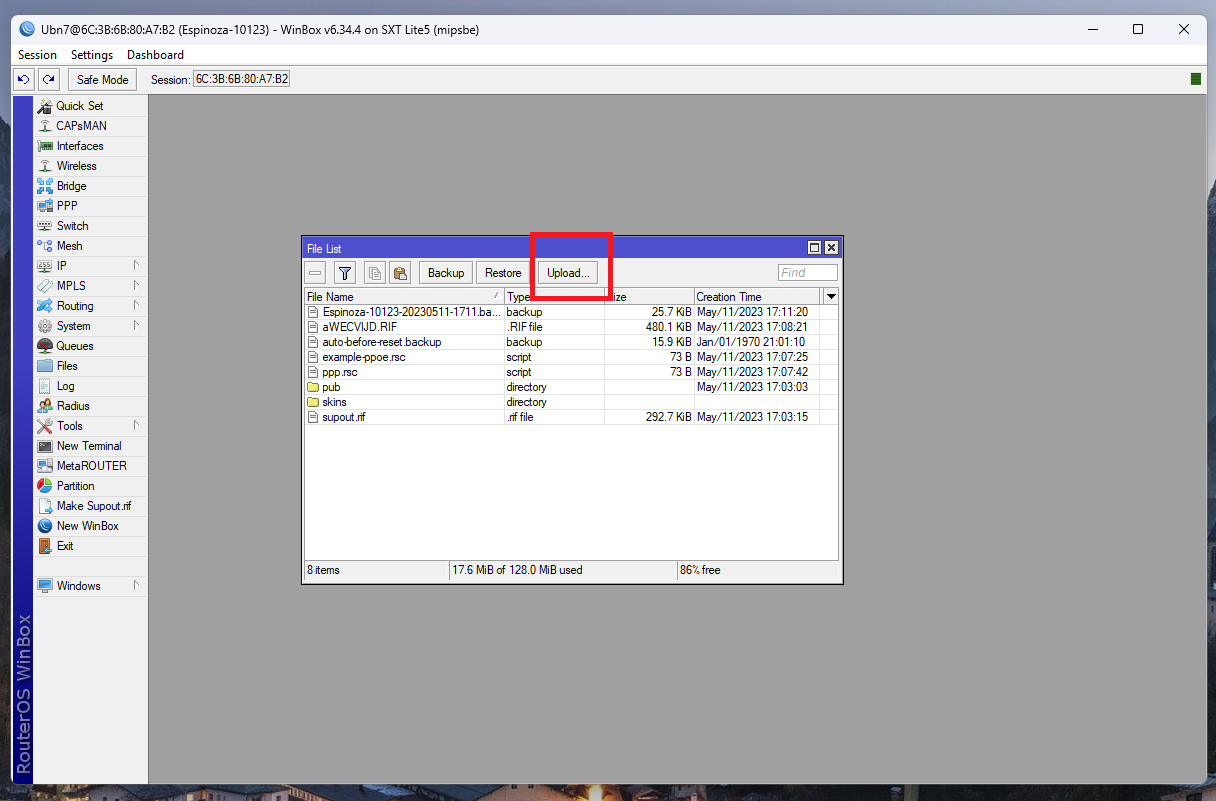 Ubn7@6C:3B:6B:80:A7:B2 (Espinoza-10123) - WinBox v6.34.4 on SXT Lite5 (mipsbe)
Session Settings Dashboard
Safe Mode Session: 6C:3B:6B:80:A7:B2
Quick Set
CAPsMAN
Interfaces
Wireless
Bridge
PPP
Switch
Mesh
IP
MPLS
Routing
System
Queues
Files
Log
Radius
Tools
New Terminal
MetaROUTER
Partition
Make Supout.rif
New WinBox
Exit
Windows
RouterOS WinBox
File List
Backup Restore Upload... Find
File Name Type ize Creation Time
Espinoza-10123-20230511-1711.ba... backup 25.7 KiB May/11/2023 17:11:20
aWECVIJD.RIF .RIF file 480.1 KiB May/11/2023 17:08:21
auto-before-reset.backup backup 15.9 KiB Jan/01/1970 21:01:10
example-ppoe.rsc script 73 B May/11/2023 17:07:25
ppp.rsc script 73 B May/11/2023 17:07:42
pub directory May/11/2023 17:03:03
skins directory
supout.rif .rif file 292.7 KiB May/11/2023 17:03:15
8 items 17.6 MiB of 128.0 MiB used 86% free